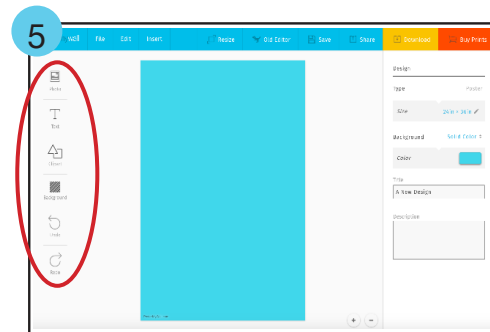 5
wall File Edit Insert Resize Old Editor Save Share Download Buy Prints
Photo
Text
Background
Undo
Redo
Design
Type Poster
Size 24 in × 36 in
Background Solid Color
Color
Title
A New Design
Description
+ −